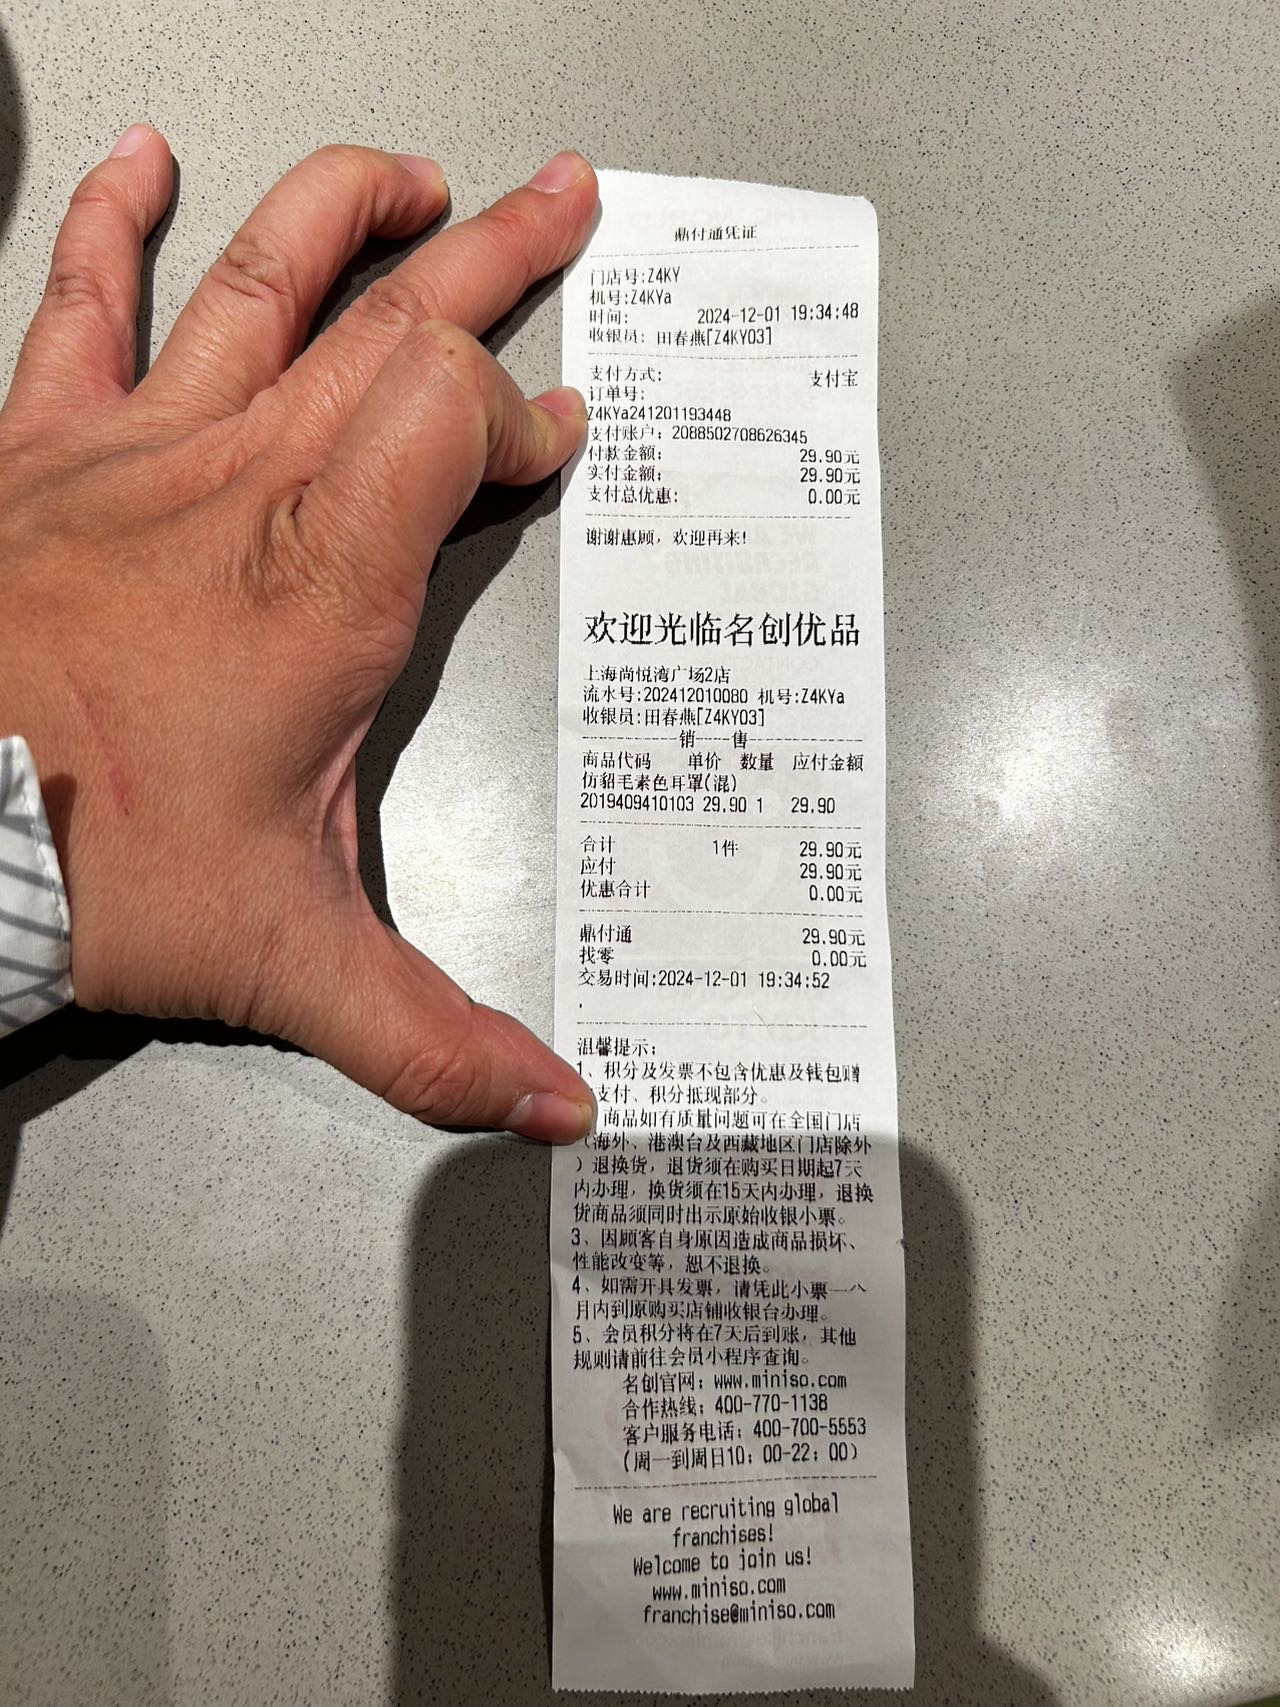 鼎付通凭证
门店号:Z4KY
机号:Z4KYa
时间: 2024-12-01 19:34:48
收银员: 田春燕[Z4KY03]
支付方式: 支付宝
订单号:
Z4KYa241201193448
支付账户: 2088502708626345
付款金额: 29.90元
实付金额: 29.90元
支付总优惠: 0.00元
谢谢惠顾, 欢迎再来!
欢迎光临名创优品
上海尚悦湾广场2店
流水号:202412010080 机号:Z4KYa
收银员:田春燕[Z4KY03]
销----售
商品代码 单价 数量 应付金额
仿貂毛素色耳罩(混)
2019409410103 29.90 1 29.90
合计 1件 29.90元
应付 29.90元
优惠合计 0.00元
鼎付通 29.90元
找零 0.00元
交易时间:2024-12-01 19:34:52
温馨提示:
1、积分及发票不包含优惠及钱包赠
支付、积分抵现部分。
商品如有质量问题可在全国门店
(海外、港澳台及西藏地区门店除外
)退换货, 退货须在购买日期起7天
内办理, 换货须在15天内办理, 退换
货商品须同时出示原始收银小票。
3、因顾客自身原因造成商品损坏、
性能改变等, 恕不退换。
4、如需开具发票, 请凭此小票一个
月内到原购买店铺收银台办理。
5、会员积分将在7天后到账, 其他
规则请前往会员小程序查询。
名创官网: www.miniso.com
合作热线: 400-770-1138
客户服务电话: 400-700-5553
(周一到周日10: 00-22: 00)
We are recruiting global
franchises!
Welcome to join us!
www.miniso.com
franchise@miniso.com